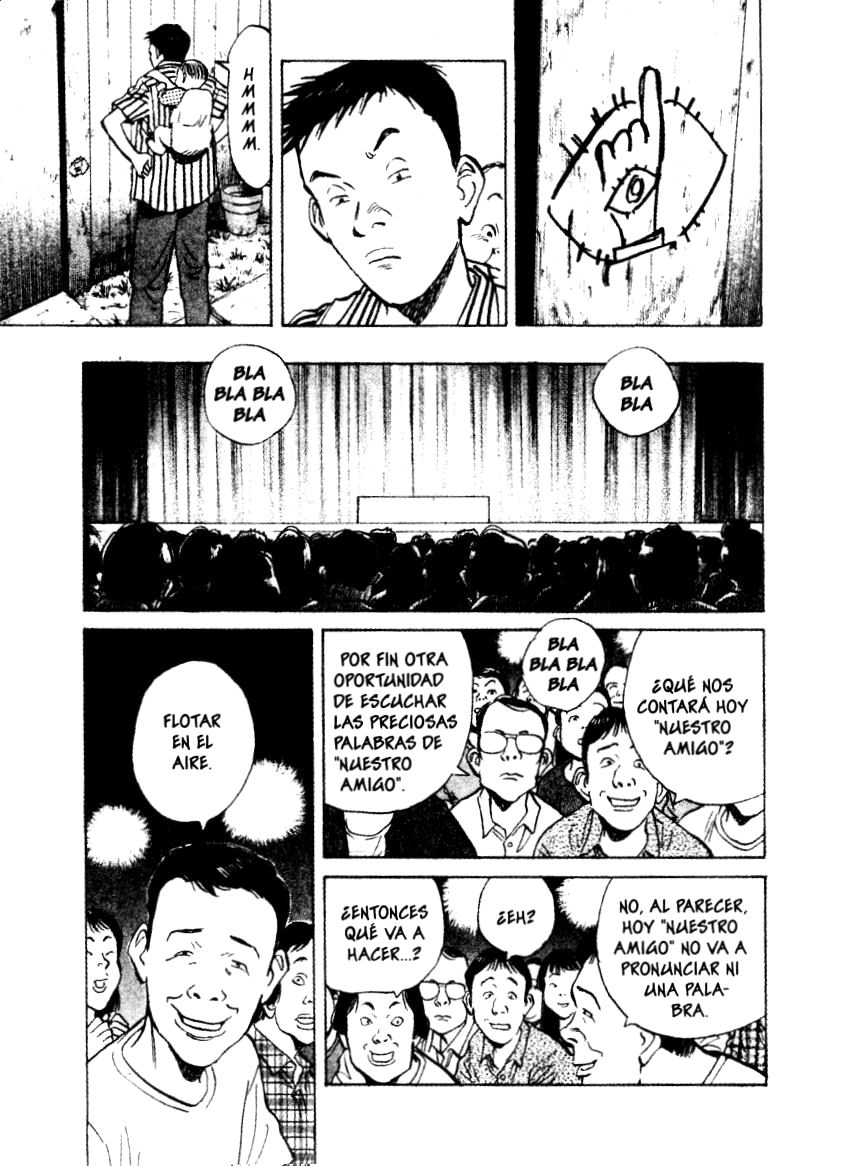 HMMMM.
BLA
BLA
BLA
BLA BLA
BLA
¿QUÉ NOS
CONTARÁ HOY
"NUESTRO
AMIGO"?
BLA
BLA BLA
BLA
POR FIN OTRA
OPORTUNIDAD
DE ESCUCHAR
LAS PRECIOSAS
PALABRAS DE
"NUESTRO
AMIGO".
NO, AL PARECER,
HOY "NUESTRO
AMIGO" NO VA A
PRONUNCIAR NI
UNA PALA-
BRA.
¿EH?
¿ENTONCES
QUÉ VA A
HACER...?
FLOTAR
EN EL
AIRE.